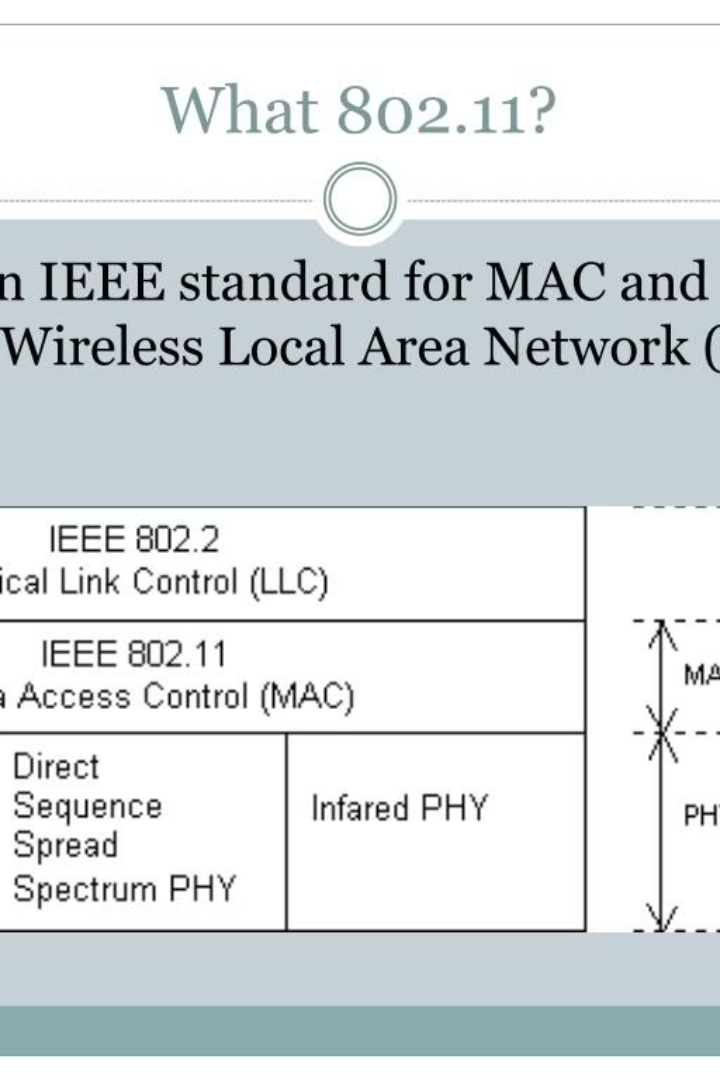 What 802.11?
n IEEE standard for MAC and
Wireless Local Area Network (
IEEE 802.2
ical Link Control (LLC)
IEEE 802.11
a Access Control (MAC)
MA
Direct
Sequence
Spread
Spectrum PHY
Infared PHY
PH